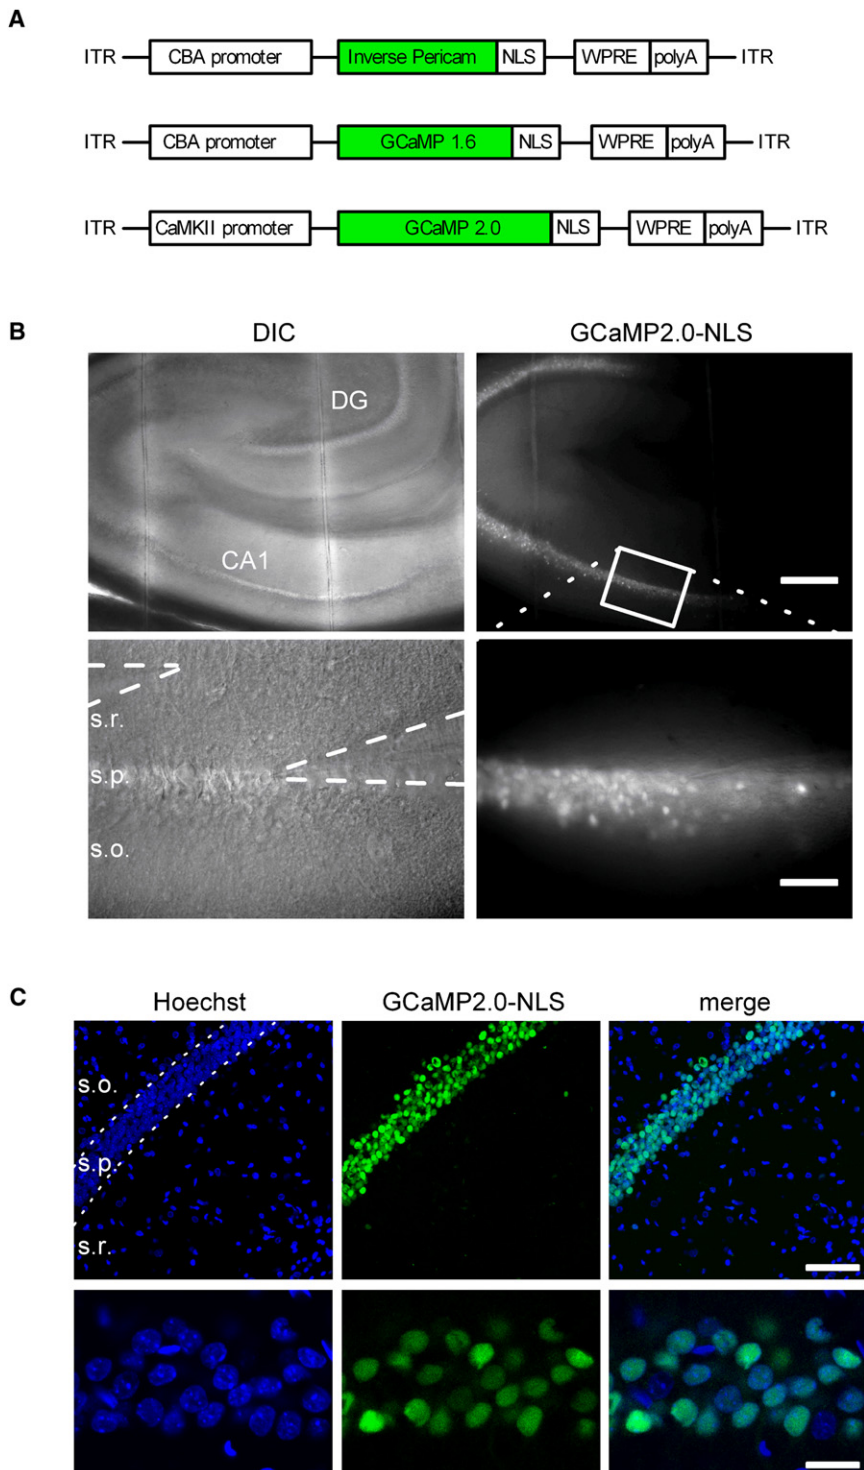 A
ITR CBA promoter Inverse Pericam NLS WPRE polyA ITR
ITR CBA promoter GCaMP 1.6 NLS WPRE polyA ITR
ITR CaMKII promoter GCaMP 2.0 NLS WPRE polyA ITR
B
DIC GCaMP2.0-NLS
DG
CA1
s.r.
s.p.
s.o.
C
Hoechst GCaMP2.0-NLS merge
s.o.
s.p.
s.r.